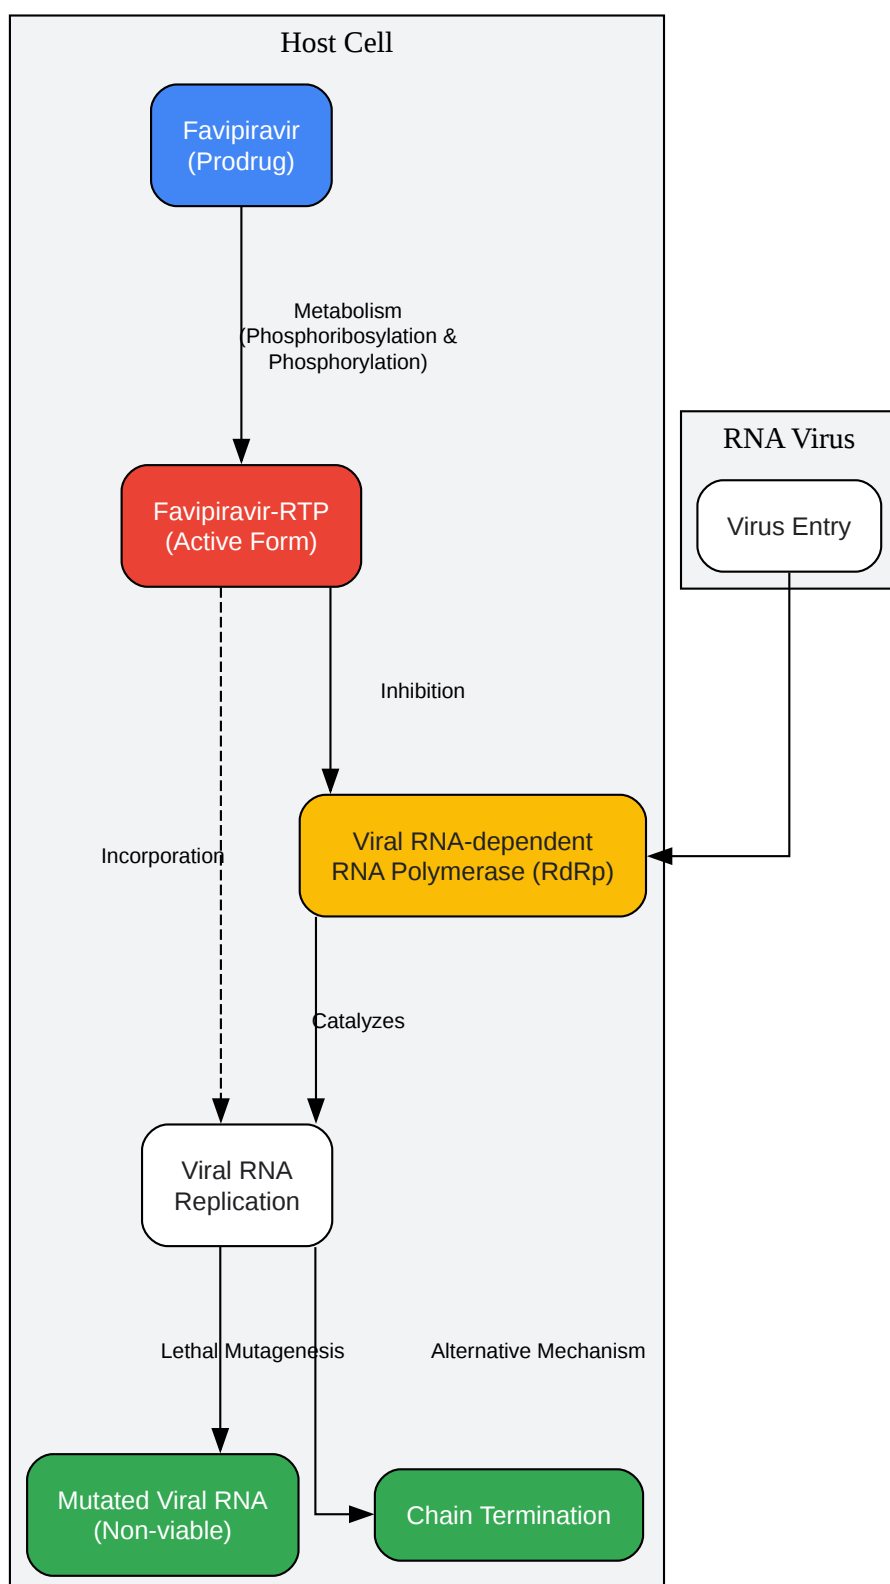 Host Cell
Favipiravir
(Prodrug)
Metabolism
(Phosphoribosylation &
Phosphorylation)
RNA Virus
Virus Entry
Favipiravir-RTP
(Active Form)
Inhibition
Viral RNA-dependent
RNA Polymerase (RdRp)
Incorporation
Catalyzes
Viral RNA
Replication
Lethal Mutagenesis
Alternative Mechanism
Mutated Viral RNA
(Non-viable)
Chain Termination